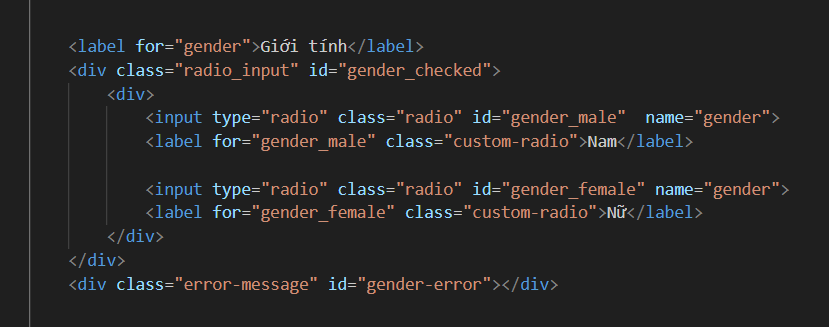 <label for="gender">Giới tính</label>
<div class="radio_input" id="gender_checked">
<div>
<input type="radio" class="radio" id="gender_male"  name="gender">
<label for="gender_male" class="custom-radio">Nam</label>
<input type="radio" class="radio" id="gender_female" name="gender">
<label for="gender_female" class="custom-radio">Nữ</label>
</div>
</div>
<div class="error-message" id="gender-error"></div>